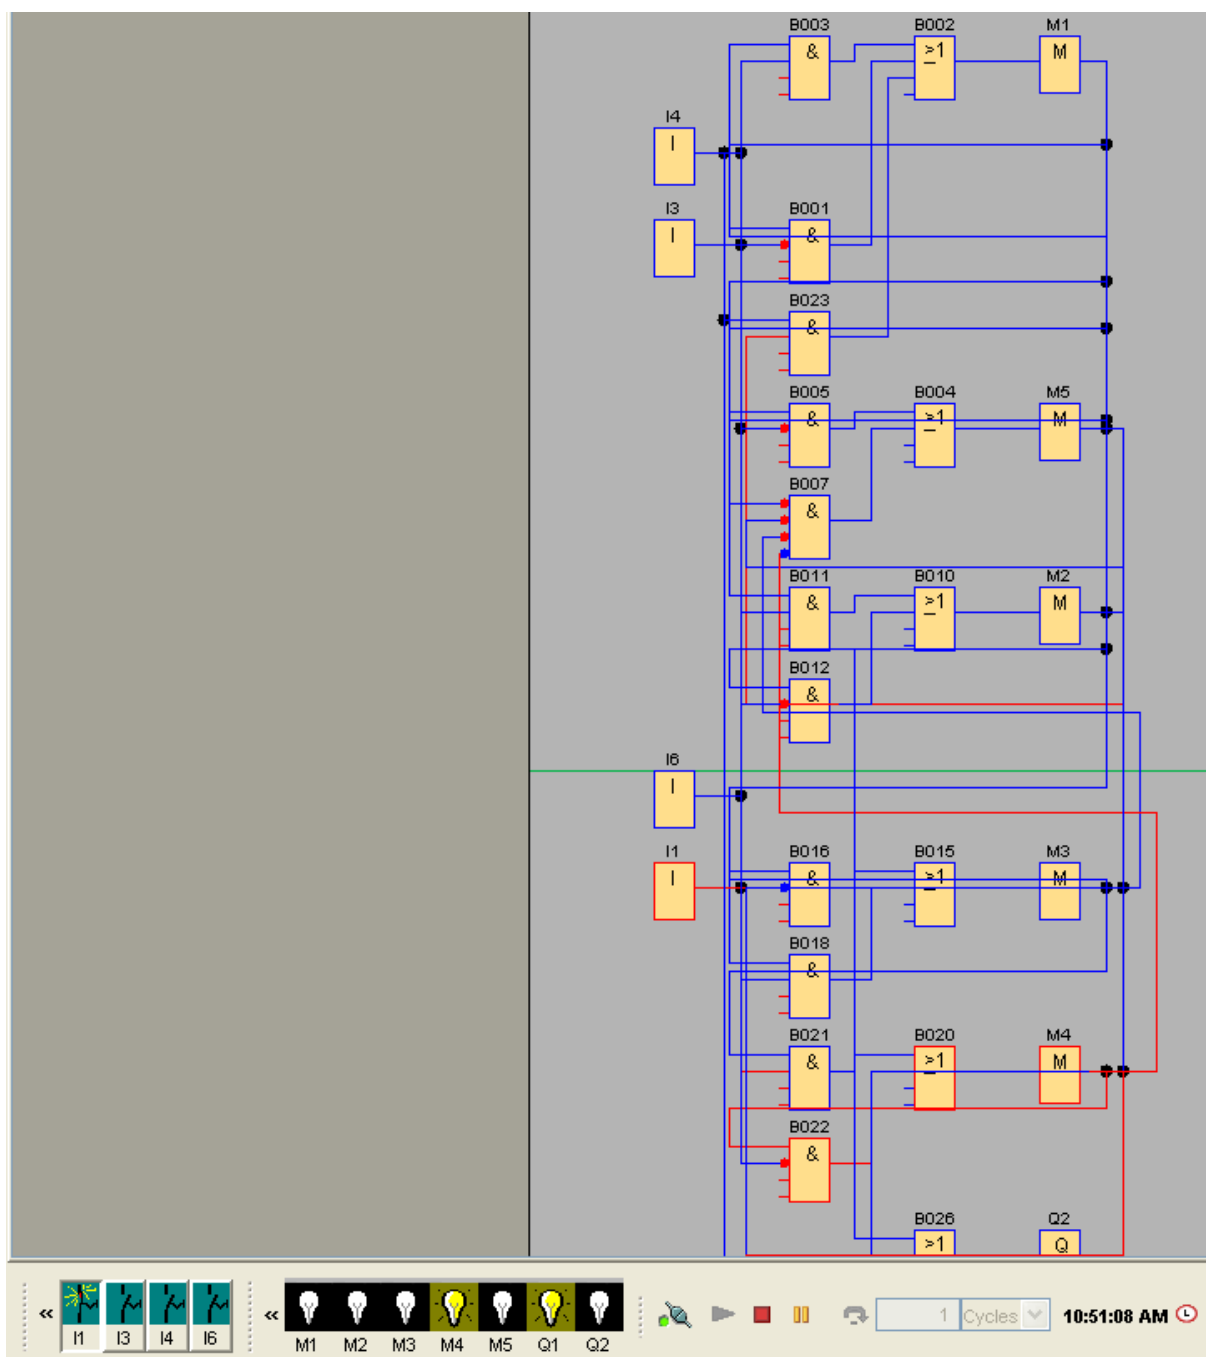 B003 B002 M1
& >1 M
I4
I
I3
I
B001
&
B023
&
B005 B004 M5
& >1 M
B007
&
B011 B010 M2
& >1 M
B012
&
I6
I
I1
I
B016 B015 M3
& >1 M
B018
&
B021 B020 M4
& >1 M
B022
&
B026 Q2
>1 Q
« I1 I3 I4 I6 « M1 M2 M3 M4 M5 Q1 Q2 1 Cycles 10:51:08 AM